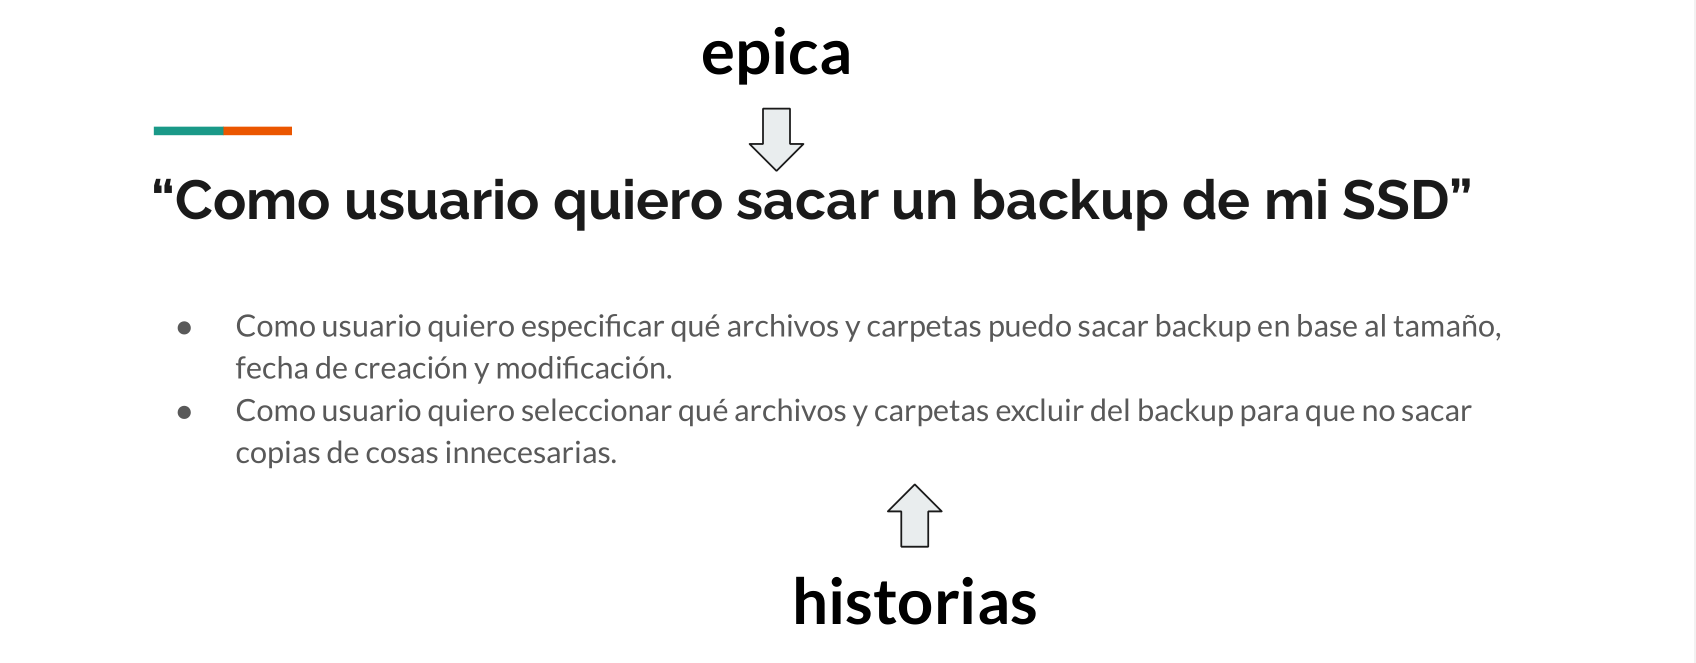 epica
“Como usuario quiero sacar un backup de mi SSD”
● Como usuario quiero especificar qué archivos y carpetas puedo sacar backup en base al tamaño,
fecha de creación y modificación.
● Como usuario quiero seleccionar qué archivos y carpetas excluir del backup para que no sacar
copias de cosas innecesarias.
historias